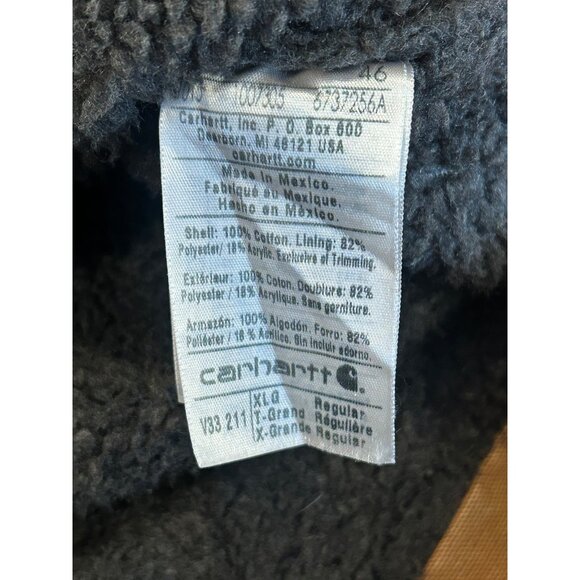 46
1007305 6737256A
Carhartt, Inc. P. O. Box 600
Dearborn, MI 48121 USA
carhartt.com
Made in Mexico.
Fabriqué au Mexique.
Hecho en México.
Shell: 100% Cotton. Lining: 82%
Polyester / 18% Acrylic. Exclusive of Trimming.
Extérieur: 100% Coton. Doublure: 82%
Polyester / 18% Acrylique. Sans garniture.
Armazón: 100% Algodón. Forro: 82%
Poliéster / 18 % Acrílico. Sin incluir adorno.
carhartt
V33 211
XLG Regular
T-Grand Régulière
X-Grande Regular